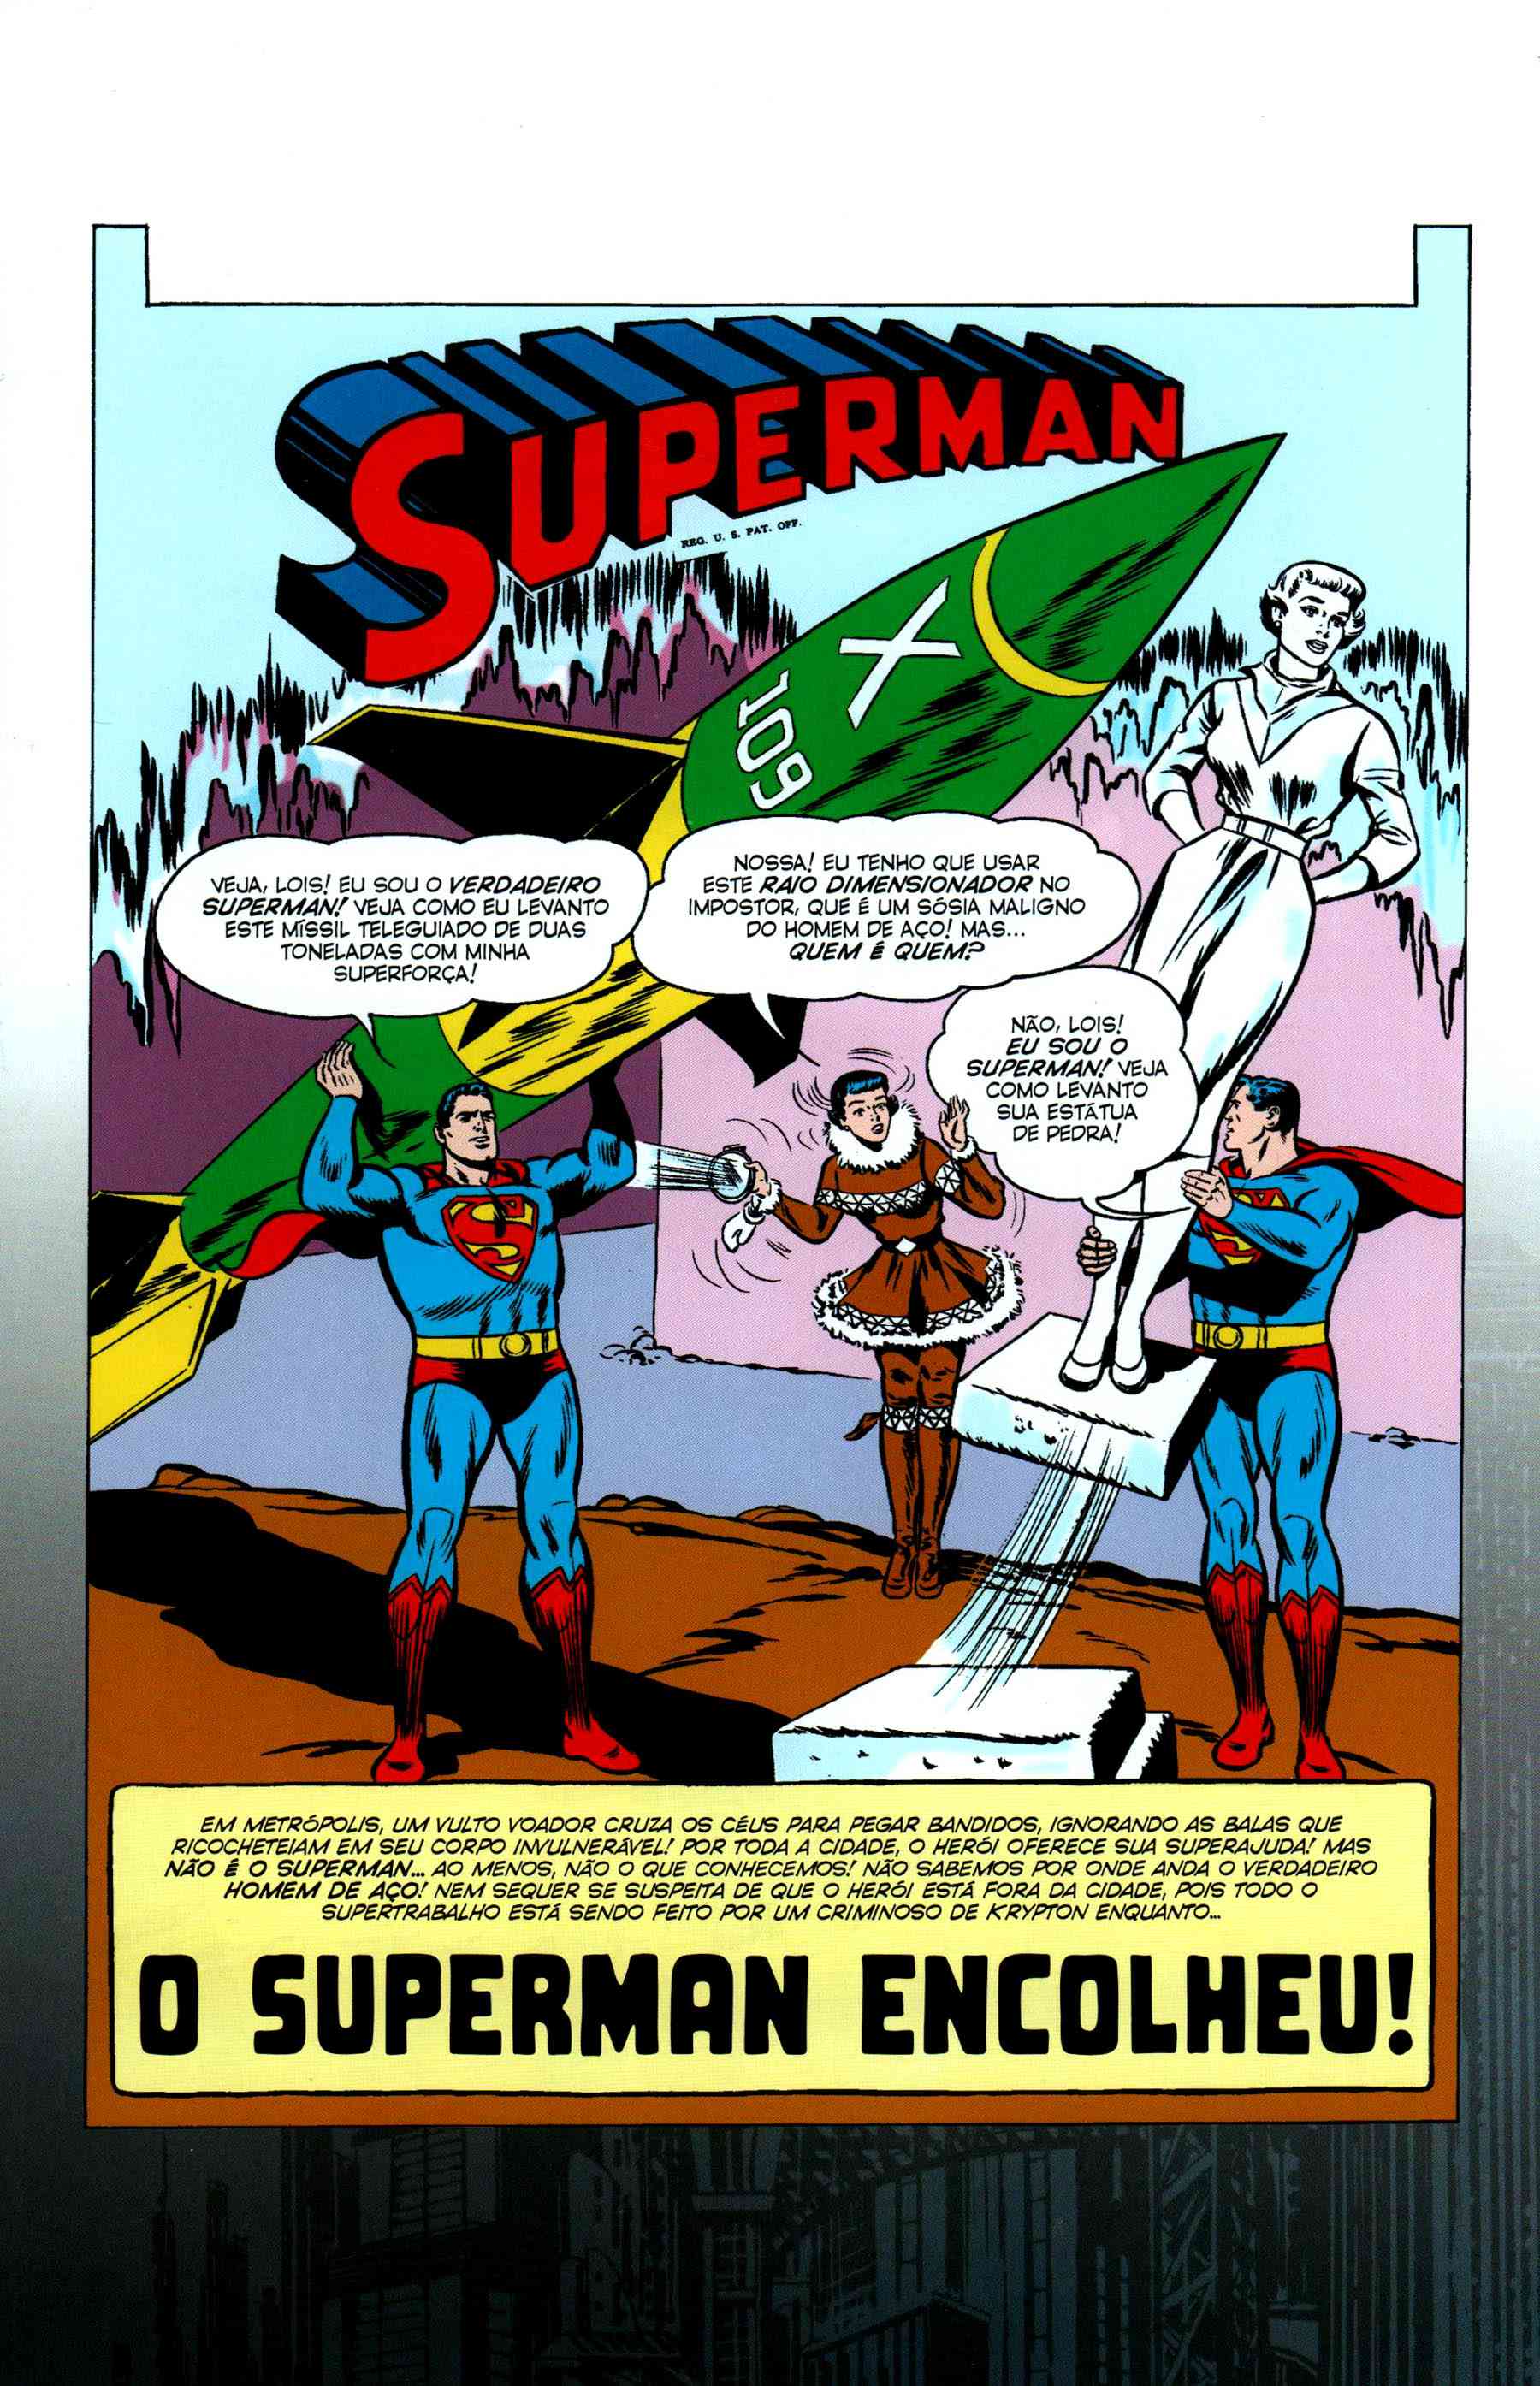 SUPERMAN
REG. U. S. PAT. OFF.
X
109
VEJA, LOIS! EU SOU O VERDADEIRO
SUPERMAN! VEJA COMO EU LEVANTO
ESTE MÍSSIL TELEGUIADO DE DUAS
TONELADAS COM MINHA
SUPERFORÇA!
NOSSA! EU TENHO QUE USAR
ESTE RAIO DIMENSIONADOR NO
IMPOSTOR, QUE É UM SÓSIA MALIGNO
DO HOMEM DE AÇO! MAS...
QUEM É QUEM?
NÃO, LOIS!
EU SOU O
SUPERMAN! VEJA
COMO LEVANTO
SUA ESTÁTUA
DE PEDRA!
EM METRÓPOLIS, UM VULTO VOADOR CRUZA OS CÉUS PARA PEGAR BANDIDOS, IGNORANDO AS BALAS QUE
RICOCHETEIAM EM SEU CORPO INVULNERÁVEL! POR TODA A CIDADE, O HERÓI OFERECE SUA SUPERAJUDA! MAS
NÃO É O SUPERMAN... AO MENOS, NÃO O QUE CONHECEMOS! NÃO SABEMOS POR ONDE ANDA O VERDADEIRO
HOMEM DE AÇO! NEM SEQUER SE SUSPEITA DE QUE O HERÓI ESTÁ FORA DA CIDADE, POIS TODO O
SUPERTRABALHO ESTÁ SENDO FEITO POR UM CRIMINOSO DE KRYPTON ENQUANTO...
O SUPERMAN ENCOLHEU!